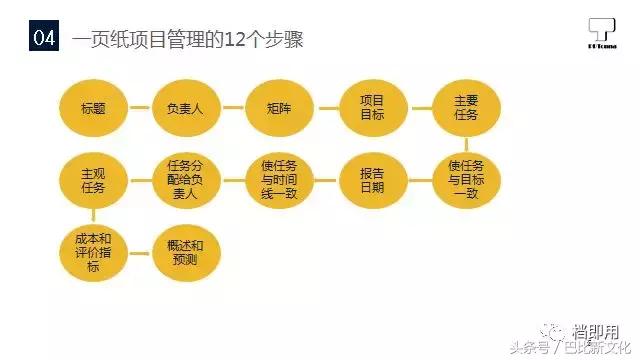 04
一页纸项目管理的12个步骤
标题
负责人
矩阵
项目
目标
主要
任务
主观
任务
任务分
配给负
责人
使任务
与时间
线一致
报告
日期
使任务
与目标
一致
成本和
评价指
标
概述和
预测
档即用
头条号 / 巴比新文化